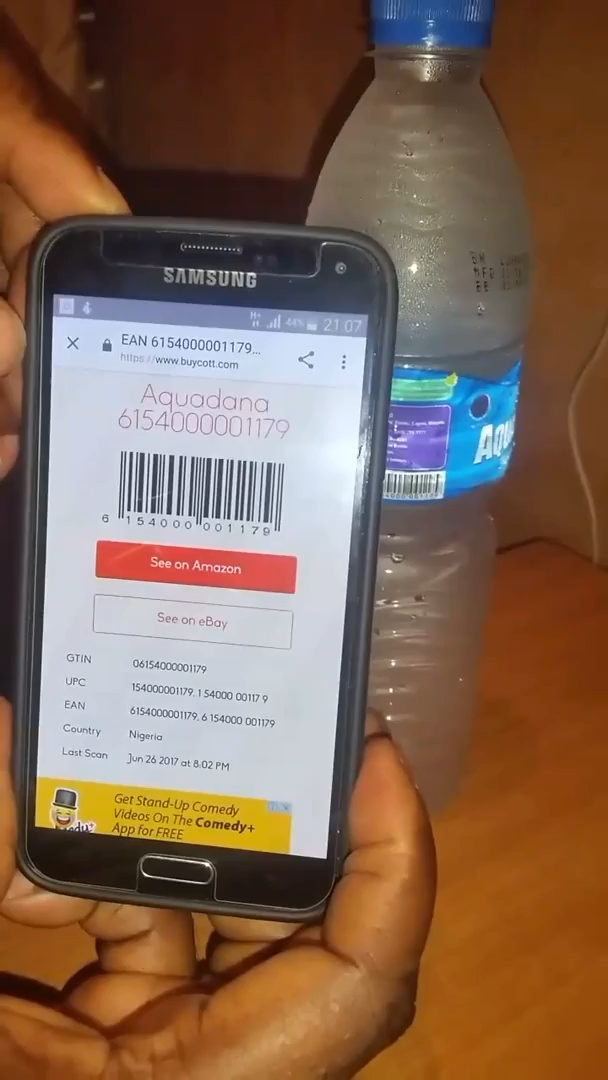 SAMSUNG
H+ 44% 21:07
EAN 6154000001179...
https://www.buycott.com
Aquadana
6154000001179
6 154000 001179
See on Amazon
See on eBay
GTIN 06154000001179
UPC 154000001179, 1 54000 00117 9
EAN 6154000001179, 6 154000 001179
Country Nigeria
Last Scan Jun 26 2017 at 8:02 PM
Get Stand-Up Comedy
Videos On The Comedy+
App for FREE
BN
MFD
BB
AQU